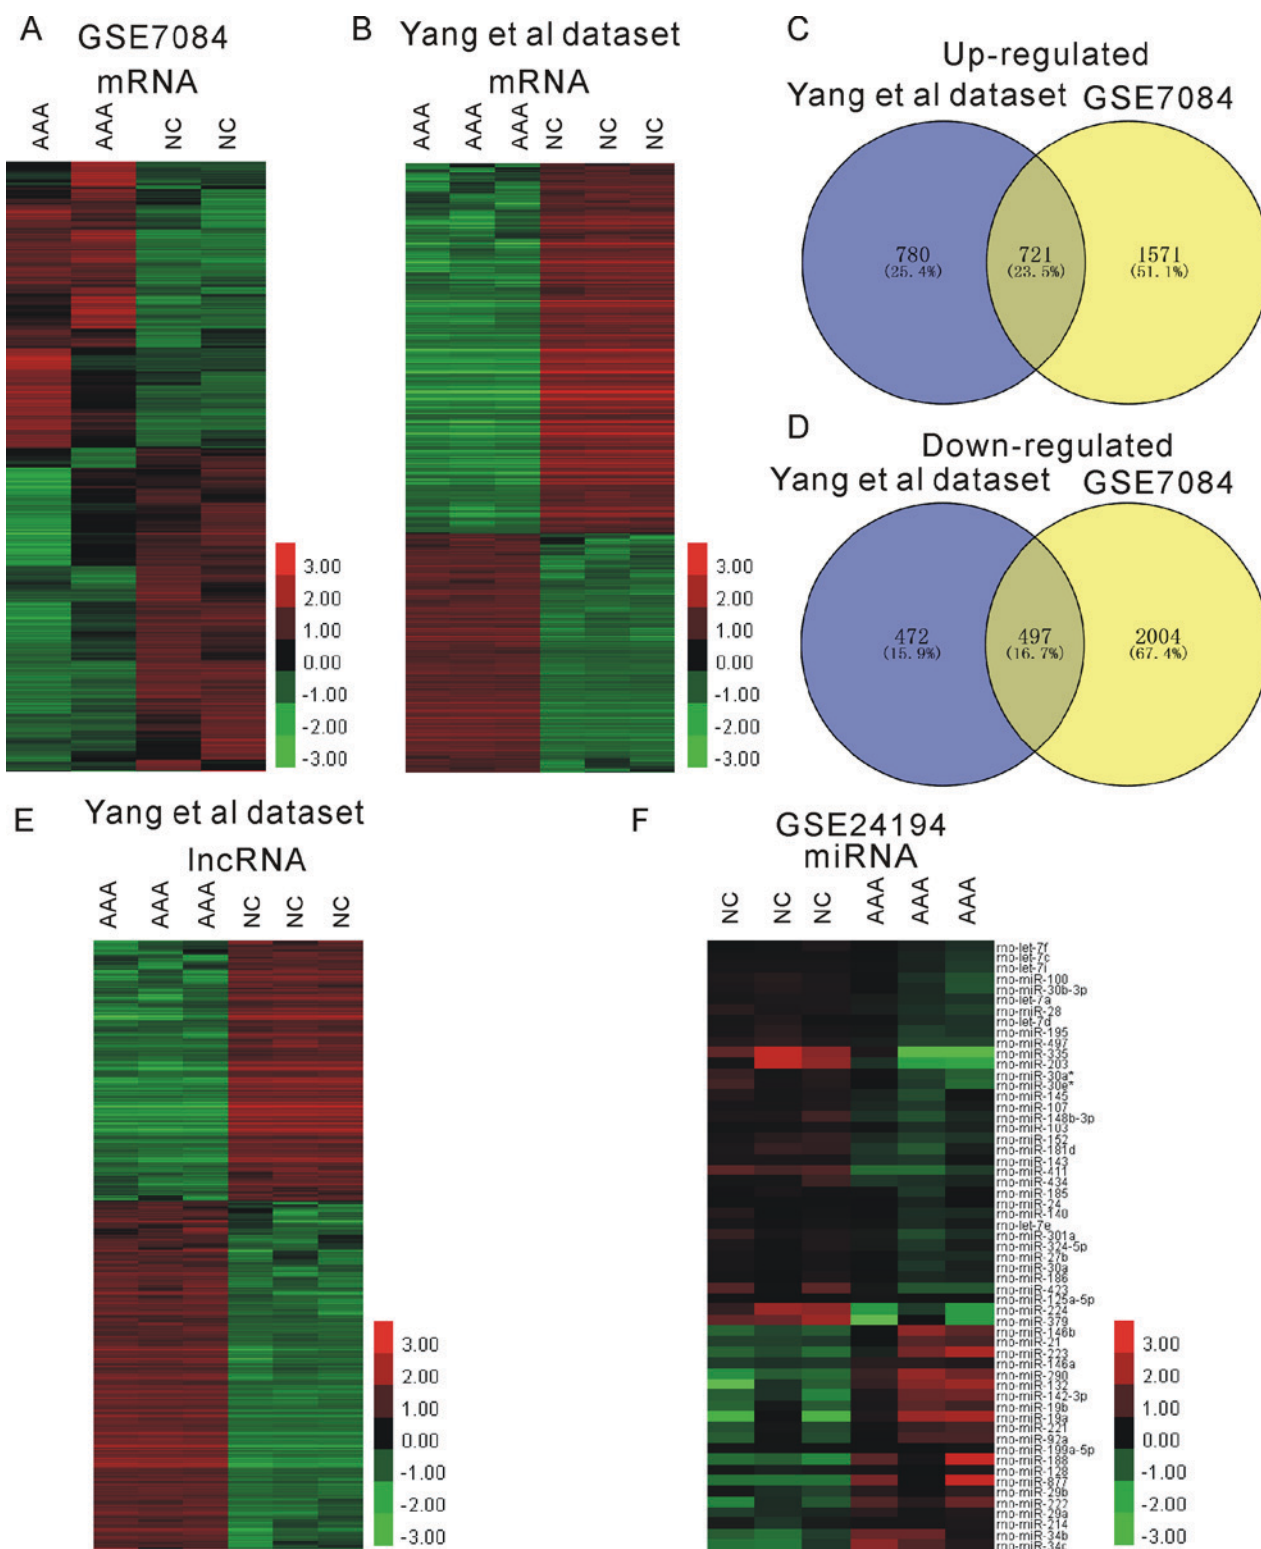 A
GSE7084
mRNA
AAA
AAA
NC
NC
3.00
2.00
1.00
0.00
-1.00
-2.00
-3.00
B
Yang et al dataset
mRNA
AAA
AAA
AAA
NC
NC
NC
3.00
2.00
1.00
0.00
-1.00
-2.00
-3.00
C
Up-regulated
Yang et al dataset GSE7084
780
(25.4%)
721
(23.5%)
1571
(51.1%)
D
Down-regulated
Yang et al dataset GSE7084
472
(15.9%)
497
(16.7%)
2004
(67.4%)
E
Yang et al dataset
lncRNA
AAA
AAA
AAA
NC
NC
NC
3.00
2.00
1.00
0.00
-1.00
-2.00
-3.00
F
GSE24194
miRNA
NC
NC
NC
AAA
AAA
AAA
rno-let-7f
rno-let-7c
rno-let-7i
rno-miR-100
rno-miR-30b-3p
rno-let-7a
rno-miR-28
rno-let-7d
rno-miR-195
rno-miR-497
rno-miR-335
rno-miR-203
rno-miR-30a*
rno-miR-30e*
rno-miR-145
rno-miR-107
rno-miR-148b-3p
rno-miR-103
rno-miR-152
rno-miR-181d
rno-miR-143
rno-miR-411
rno-miR-434
rno-miR-185
rno-miR-24
rno-miR-140
rno-let-7e
rno-miR-301a
rno-miR-324-5p
rno-miR-27b
rno-miR-30a
rno-miR-186
rno-miR-423
rno-miR-125a-5p
rno-miR-224
rno-miR-379
rno-miR-146b
rno-miR-21
rno-miR-223
rno-miR-146a
rno-miR-290
rno-miR-132
rno-miR-142-3p
rno-miR-19b
rno-miR-19a
rno-miR-221
rno-miR-92a
rno-miR-199a-5p
rno-miR-188
rno-miR-128
rno-miR-877
rno-miR-29b
rno-miR-222
rno-miR-29a
rno-miR-214
rno-miR-34b
rno-miR-34c
3.00
2.00
1.00
0.00
-1.00
-2.00
-3.00